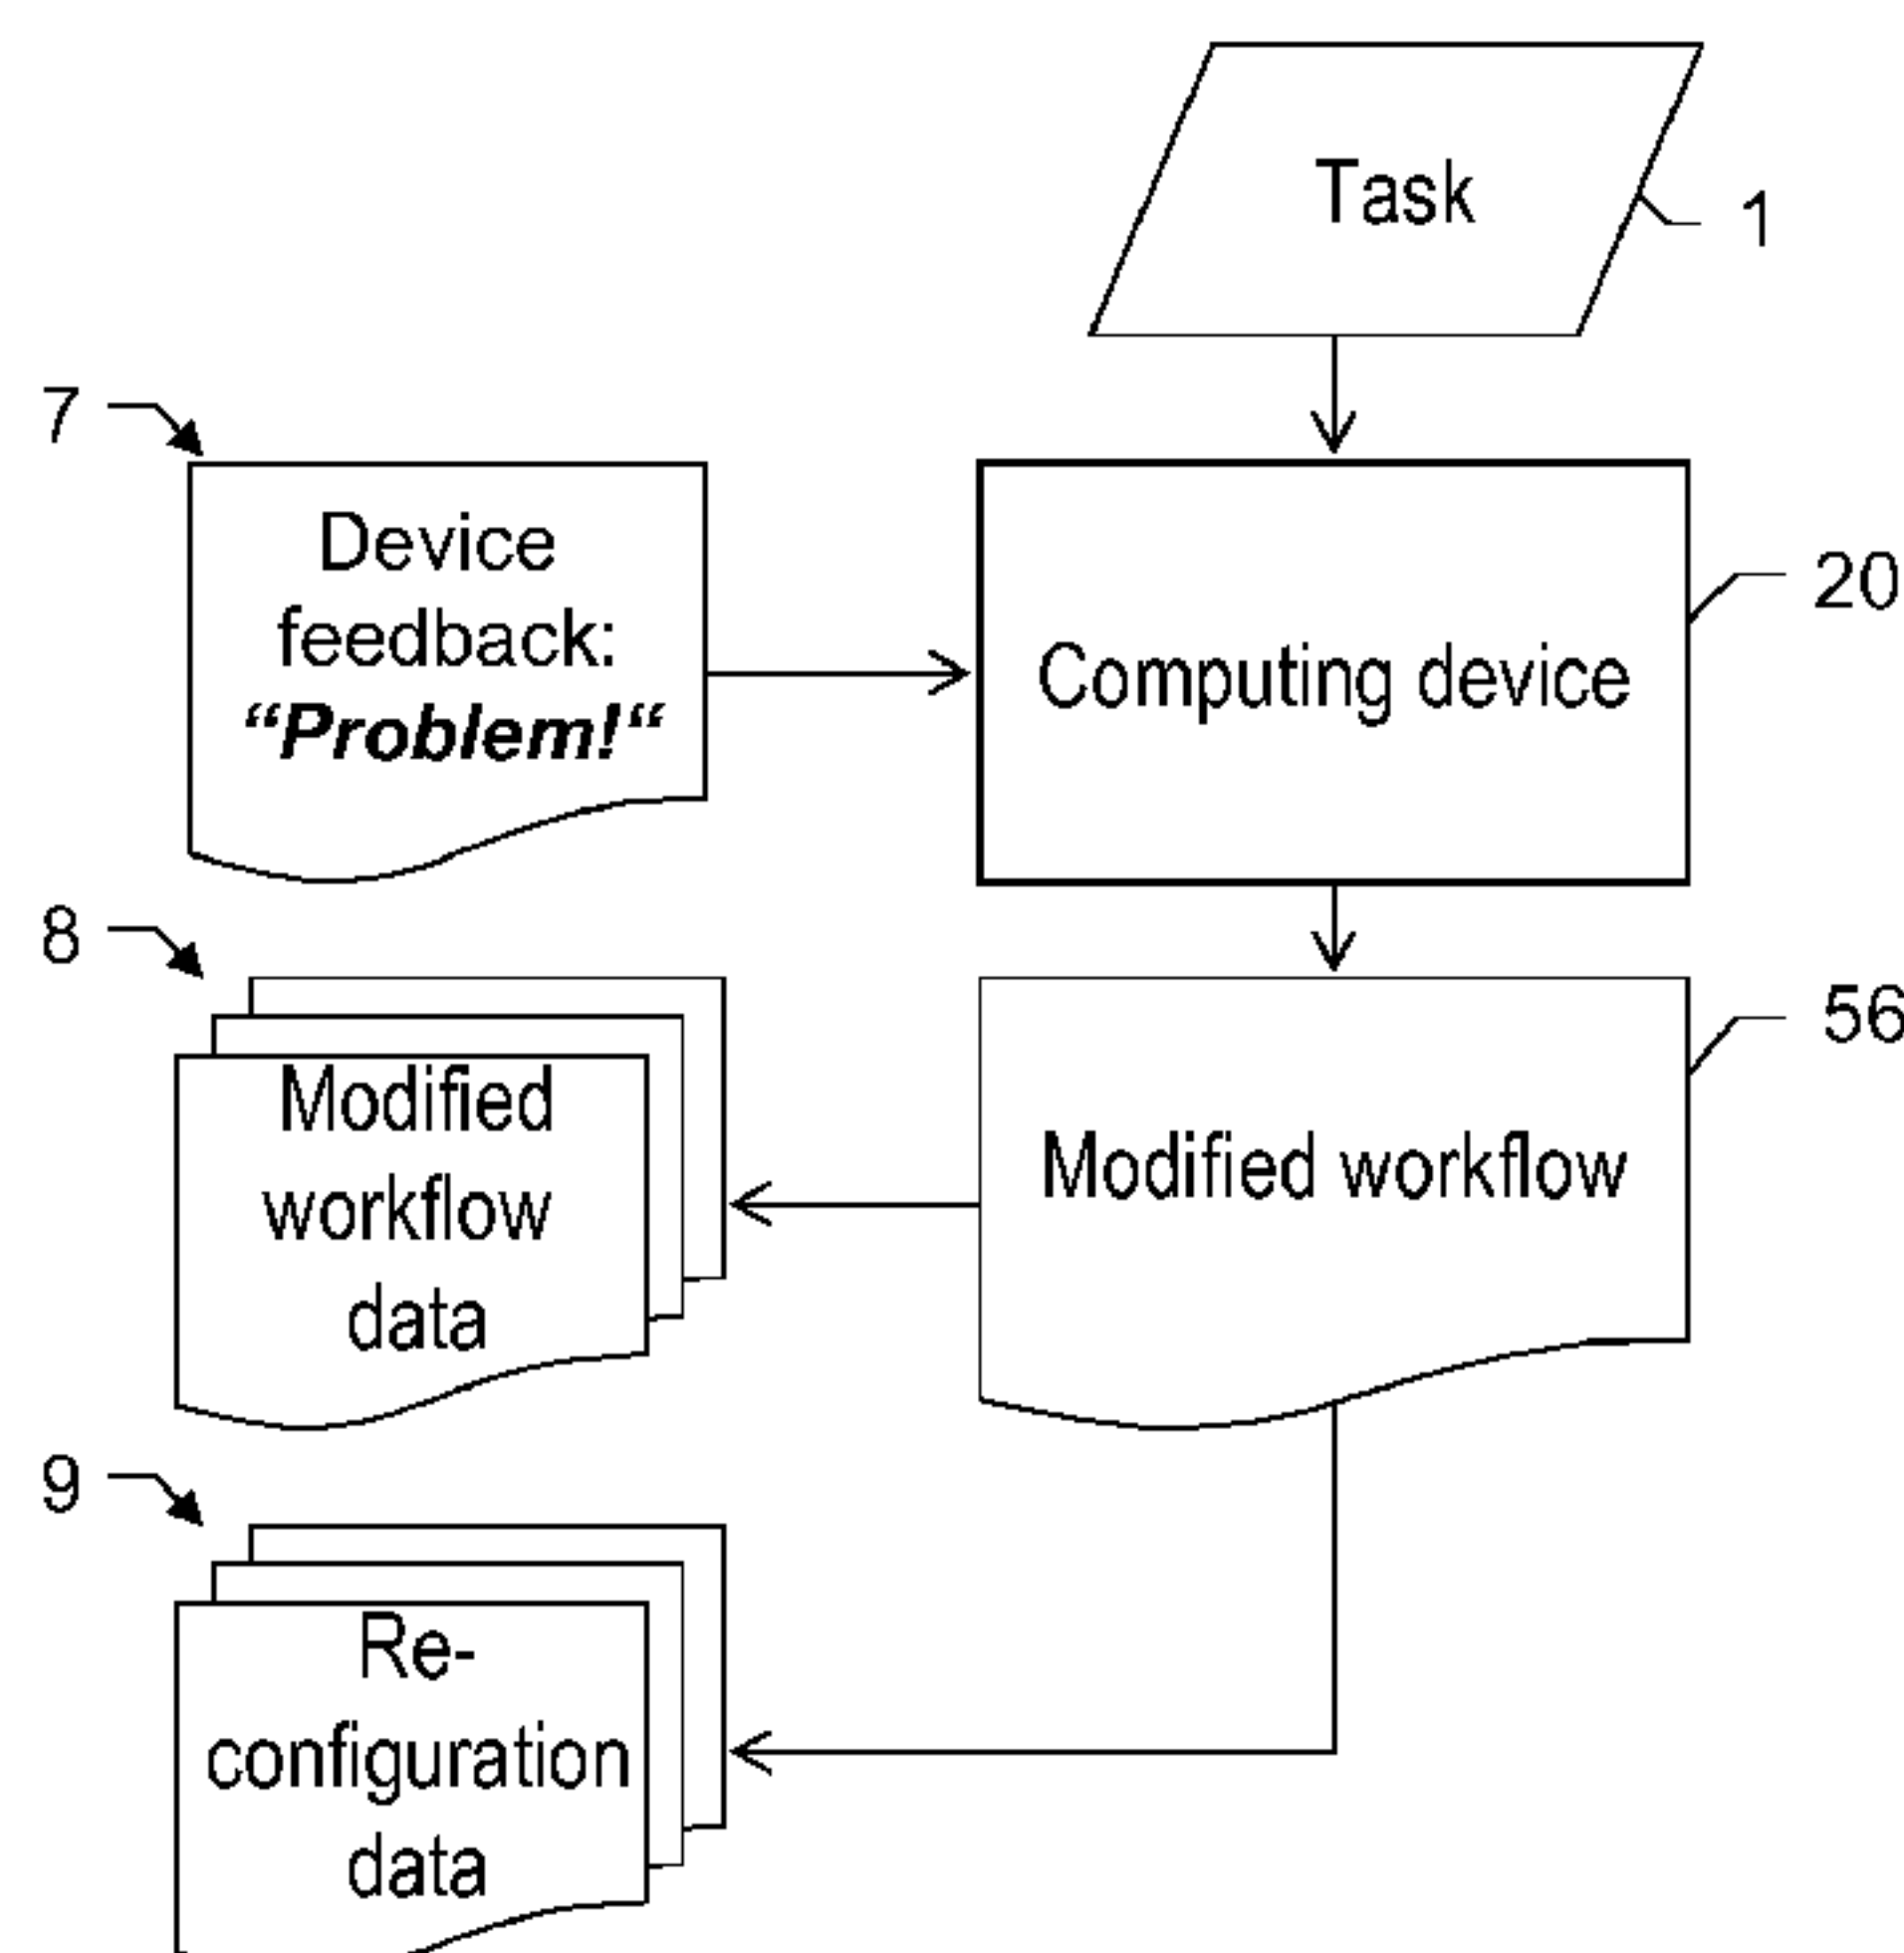 Task
1
7
Device
feedback:
“Problem!“
Computing device
20
8
Modified
workflow
data
Modified workflow
56
9
Re-
configuration
data